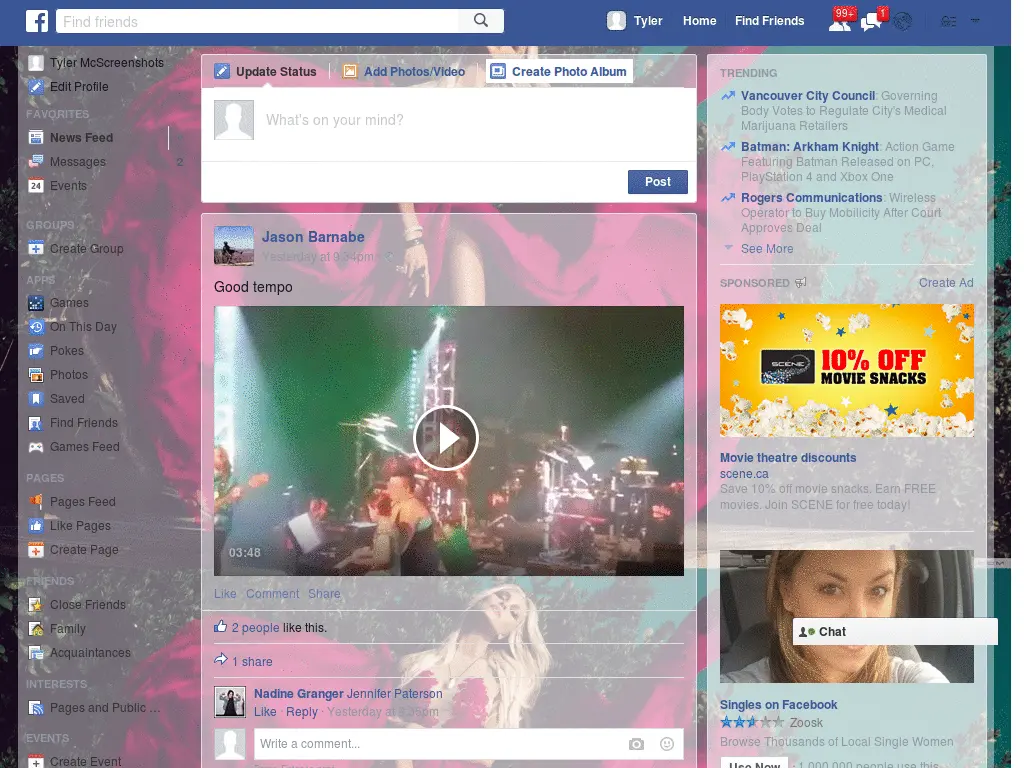 Find friends
Tyler
Home
Find Friends
99+
1
Tyler McScreenshots
Edit Profile
FAVORITES
News Feed
Messages
2
24
Events
GROUPS
Create Group
APPS
Games
On This Day
Pokes
Photos
Saved
Find Friends
Games Feed
PAGES
Pages Feed
Like Pages
Create Page
FRIENDS
Close Friends
Family
Acquaintances
INTERESTS
Pages and Public ...
EVENTS
Create Event
Update Status
Add Photos/Video
Create Photo Album
What's on your mind?
Post
Jason Barnabe
Yesterday at 9:34pm ·
Good tempo
03:48
Like Comment Share
2 people like this.
1 share
Nadine Granger Jennifer Paterson
Like · Reply · Yesterday at 9:35pm
Write a comment...
TRENDING
Vancouver City Council: Governing
Body Votes to Regulate City's Medical
Marijuana Retailers
Batman: Arkham Knight: Action Game
Featuring Batman Released on PC,
PlayStation 4 and Xbox One
Rogers Communications: Wireless
Operator to Buy Mobilicity After Court
Approves Deal
See More
SPONSORED
Create Ad
SCENE
10% OFF
MOVIE SNACKS
Movie theatre discounts
scene.ca
Save 10% off movie snacks. Earn FREE
movies. Join SCENE for free today!
Chat
Singles on Facebook
Zoosk
Browse Thousands of Local Single Women
Use Now
· 1,000,000 people use this